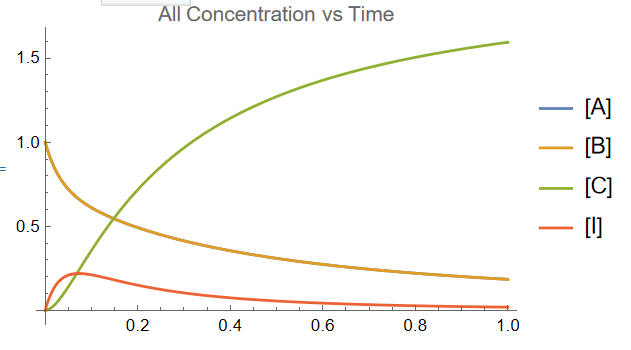 All Concentration vs Time
1.5
1.0
0.5
0.2 0.4 0.6 0.8 1.0
[A]
[B]
[C]
[I]
=